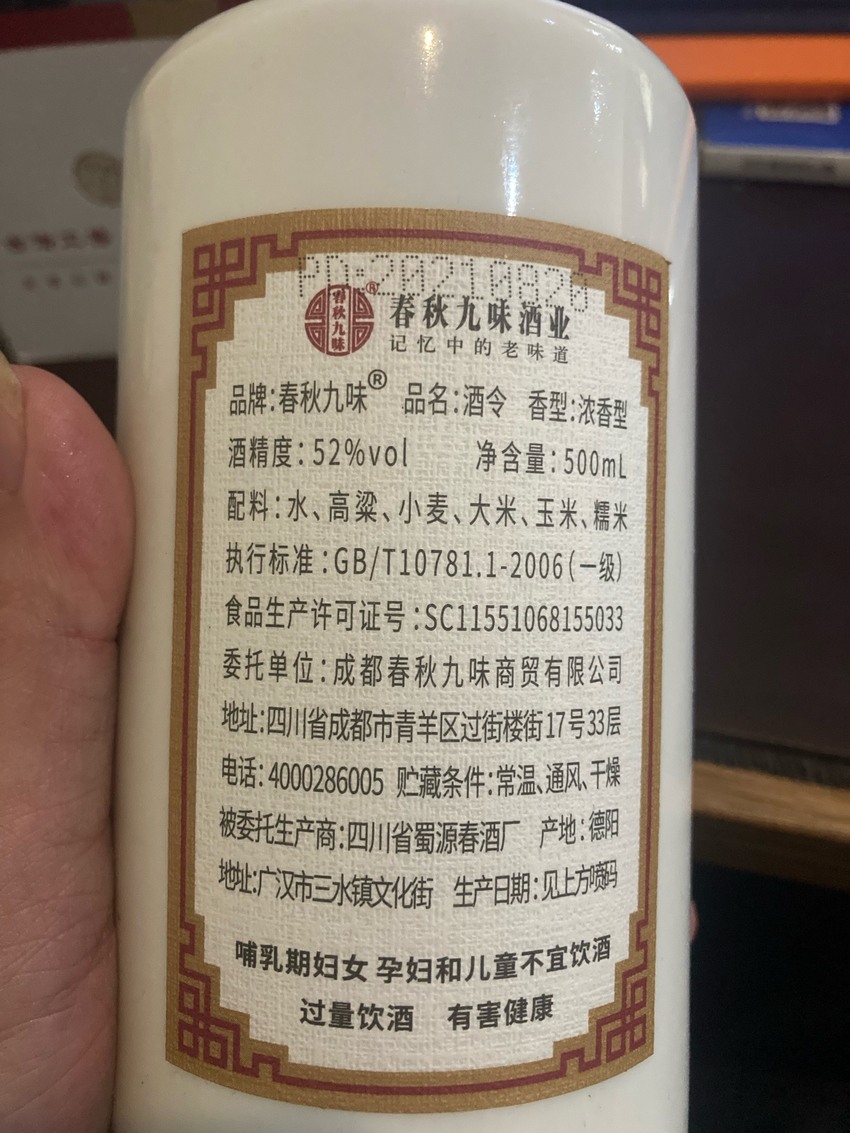 PD:20210820
春秋九味
®
春秋九味酒业
记忆中的老味道
品牌:春秋九味® 品名:酒令 香型:浓香型
酒精度:52%vol 净含量:500mL
配料:水、高粱、小麦、大米、玉米、糯米
执行标准:GB/T10781.1-2006(一级)
食品生产许可证号:SC11551068155033
委托单位:成都春秋九味商贸有限公司
地址:四川省成都市青羊区过街楼街17号33层
电话:4000286005 贮藏条件:常温、通风、干燥
被委托生产商:四川省蜀源春酒厂 产地:德阳
地址:广汉市三水镇文化街 生产日期:见上方喷码
哺乳期妇女 孕妇和儿童不宜饮酒
过量饮酒 有害健康